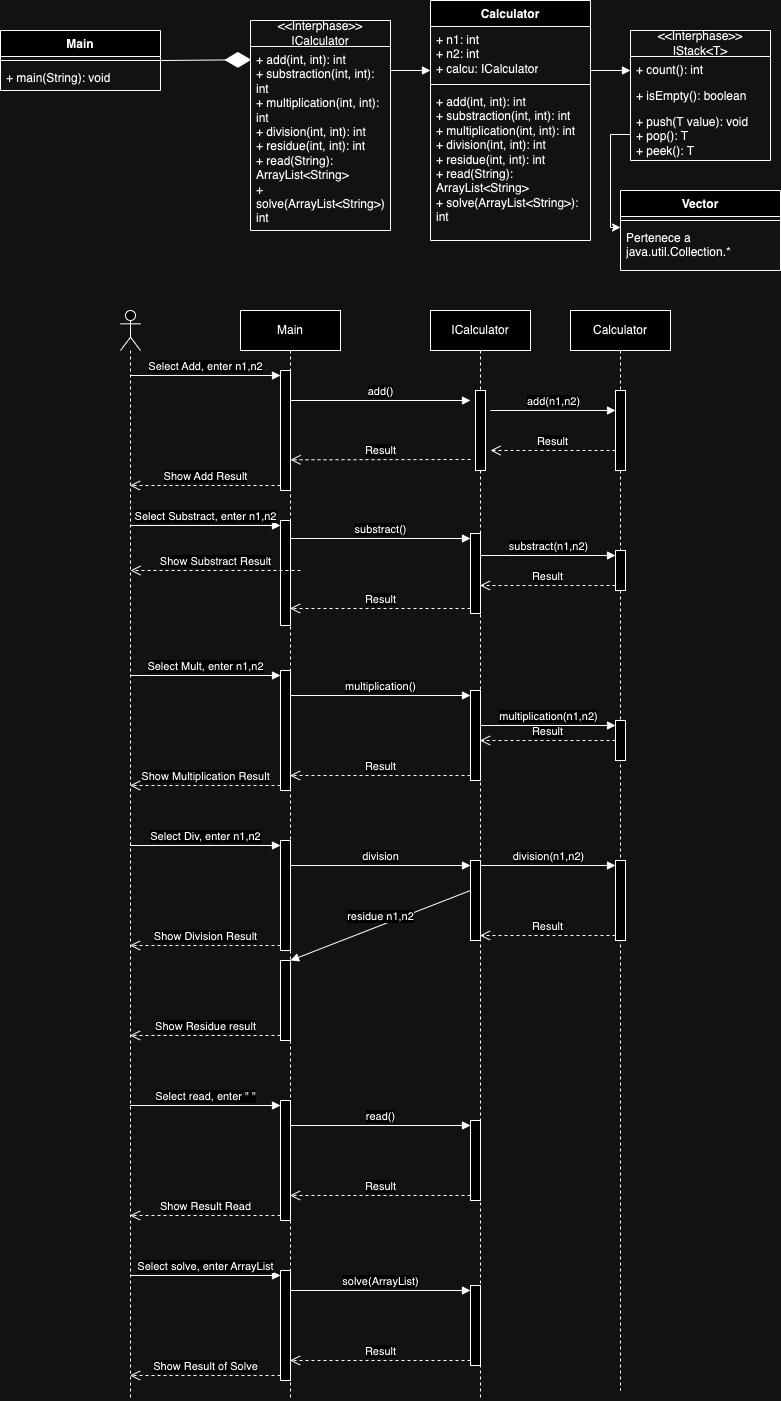 Main
+ main(String): void
<<Interphase>>
ICalculator
+ add(int, int): int
+ substraction(int, int):
int
+ multiplication(int, int):
int
+ division(int, int): int
+ residue(int, int): int
+ read(String):
ArrayList<String>
+
solve(ArrayList<String>)
int
Calculator
+ n1: int
+ n2: int
+ calcu: ICalculator
+ add(int, int): int
+ substraction(int, int): int
+ multiplication(int, int): int
+ division(int, int): int
+ residue(int, int): int
+ read(String):
ArrayList<String>
+ solve(ArrayList<String>):
int
<<Interphase>>
IStack<T>
+ count(): int
+ isEmpty(): boolean
+ push(T value): void
+ pop(): T
+ peek(): T
Vector
Pertenece a
java.util.Collection.*
Main
ICalculator
Calculator
Select Add, enter n1,n2
add()
add(n1,n2)
Result
Result
Show Add Result
Select Substract, enter n1,n2
substract()
substract(n1,n2)
Show Substract Result
Result
Result
Select Mult, enter n1,n2
multiplication()
multiplication(n1,n2)
Result
Result
Show Multiplication Result
Select Div, enter n1,n2
division
division(n1,n2)
residue n1,n2
Result
Show Division Result
Show Residue result
Select read, enter " "
read()
Result
Show Result Read
Select solve, enter ArrayList
solve(ArrayList)
Result
Show Result of Solve